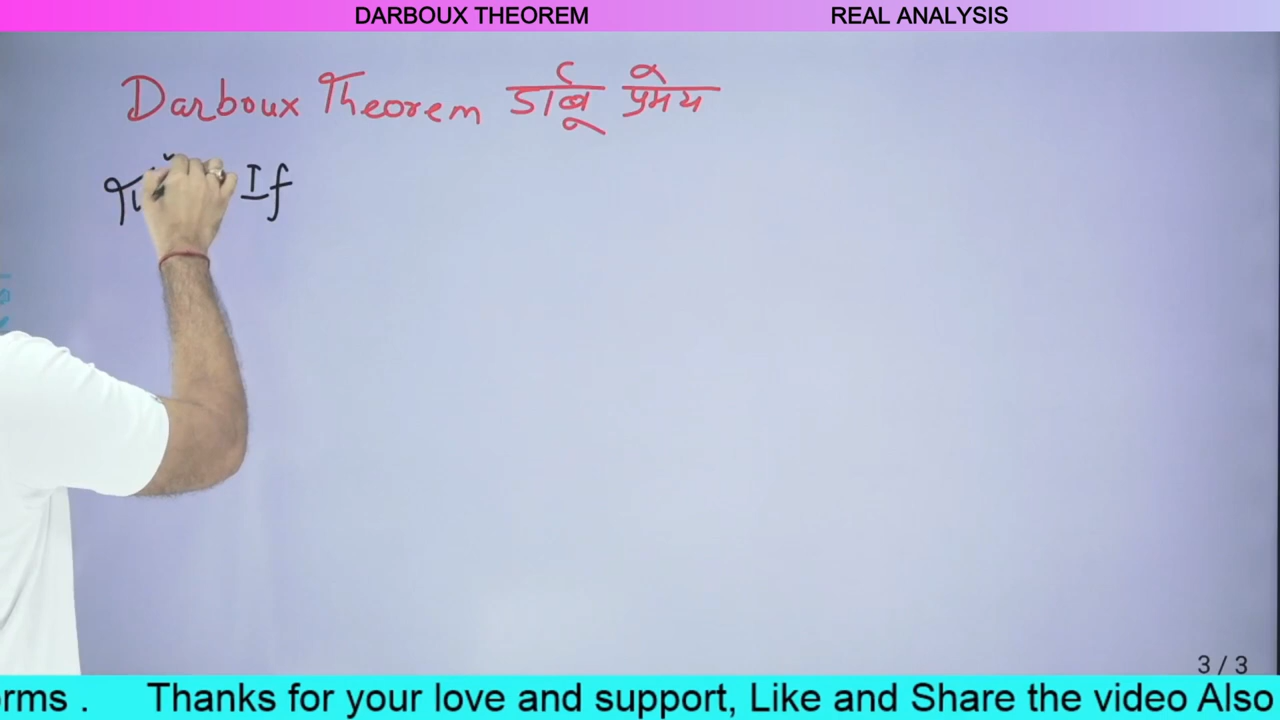 DARBOUX THEOREM REAL ANALYSIS
Darboux Theorem डार्बू प्रमेय
If
3 / 3
orms . Thanks for your love and support, Like and Share the video Also